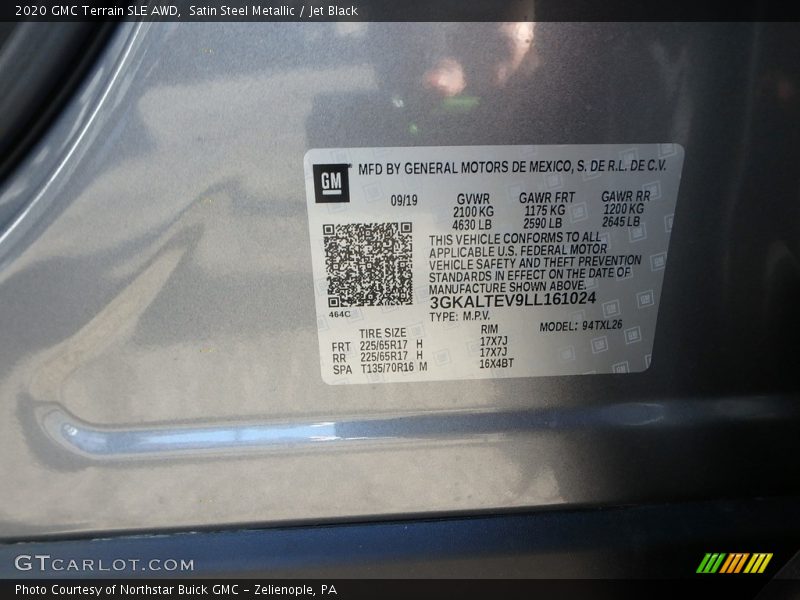 2020 GMC Terrain SLE AWD, Satin Steel Metallic / Jet Black
GM
MFD BY GENERAL MOTORS DE MEXICO, S. DE R.L. DE C.V.
09/19 GVWR GAWR FRT GAWR RR
2100 KG 1175 KG 1200 KG
4630 LB 2590 LB 2645 LB
THIS VEHICLE CONFORMS TO ALL
APPLICABLE U.S. FEDERAL MOTOR
VEHICLE SAFETY AND THEFT PREVENTION
STANDARDS IN EFFECT ON THE DATE OF
MANUFACTURE SHOWN ABOVE.
3GKALTEV9LL161024
464C TYPE: M.P.V.
MODEL: 94TXL26
TIRE SIZE RIM
FRT 225/65R17 H 17X7J
RR 225/65R17 H 17X7J
SPA T135/70R16 M 16X4BT
GTCARLOT.COM
Photo Courtesy of Northstar Buick GMC - Zelienople, PA